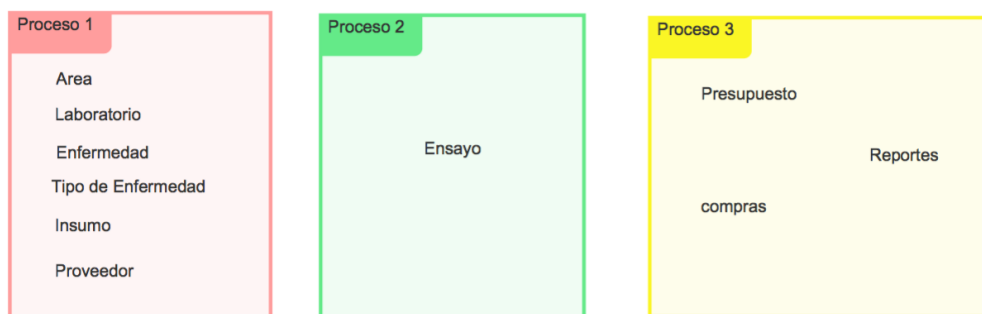 Proceso 1
Area
Laboratorio
Enfermedad
Tipo de Enfermedad
Insumo
Proveedor
Proceso 2
Ensayo
Proceso 3
Presupuesto
Reportes
compras